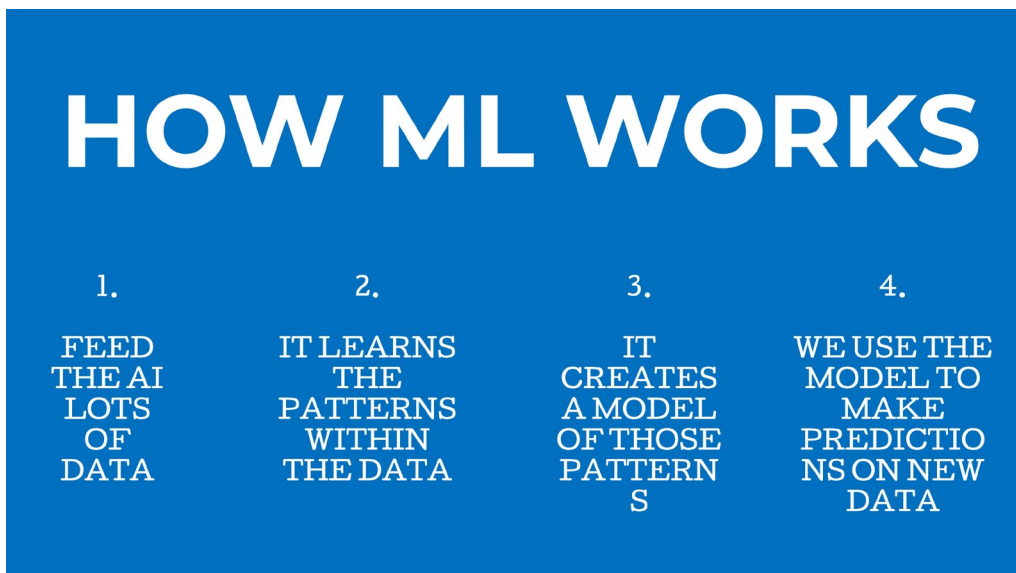 HOW ML WORKS
1.
FEED
THE AI
LOTS
OF
DATA
2.
IT LEARNS
THE
PATTERNS
WITHIN
THE DATA
3.
IT
CREATES
A MODEL
OF THOSE
PATTERN
S
4.
WE USE THE
MODEL TO
MAKE
PREDICTIO
NS ON NEW
DATA